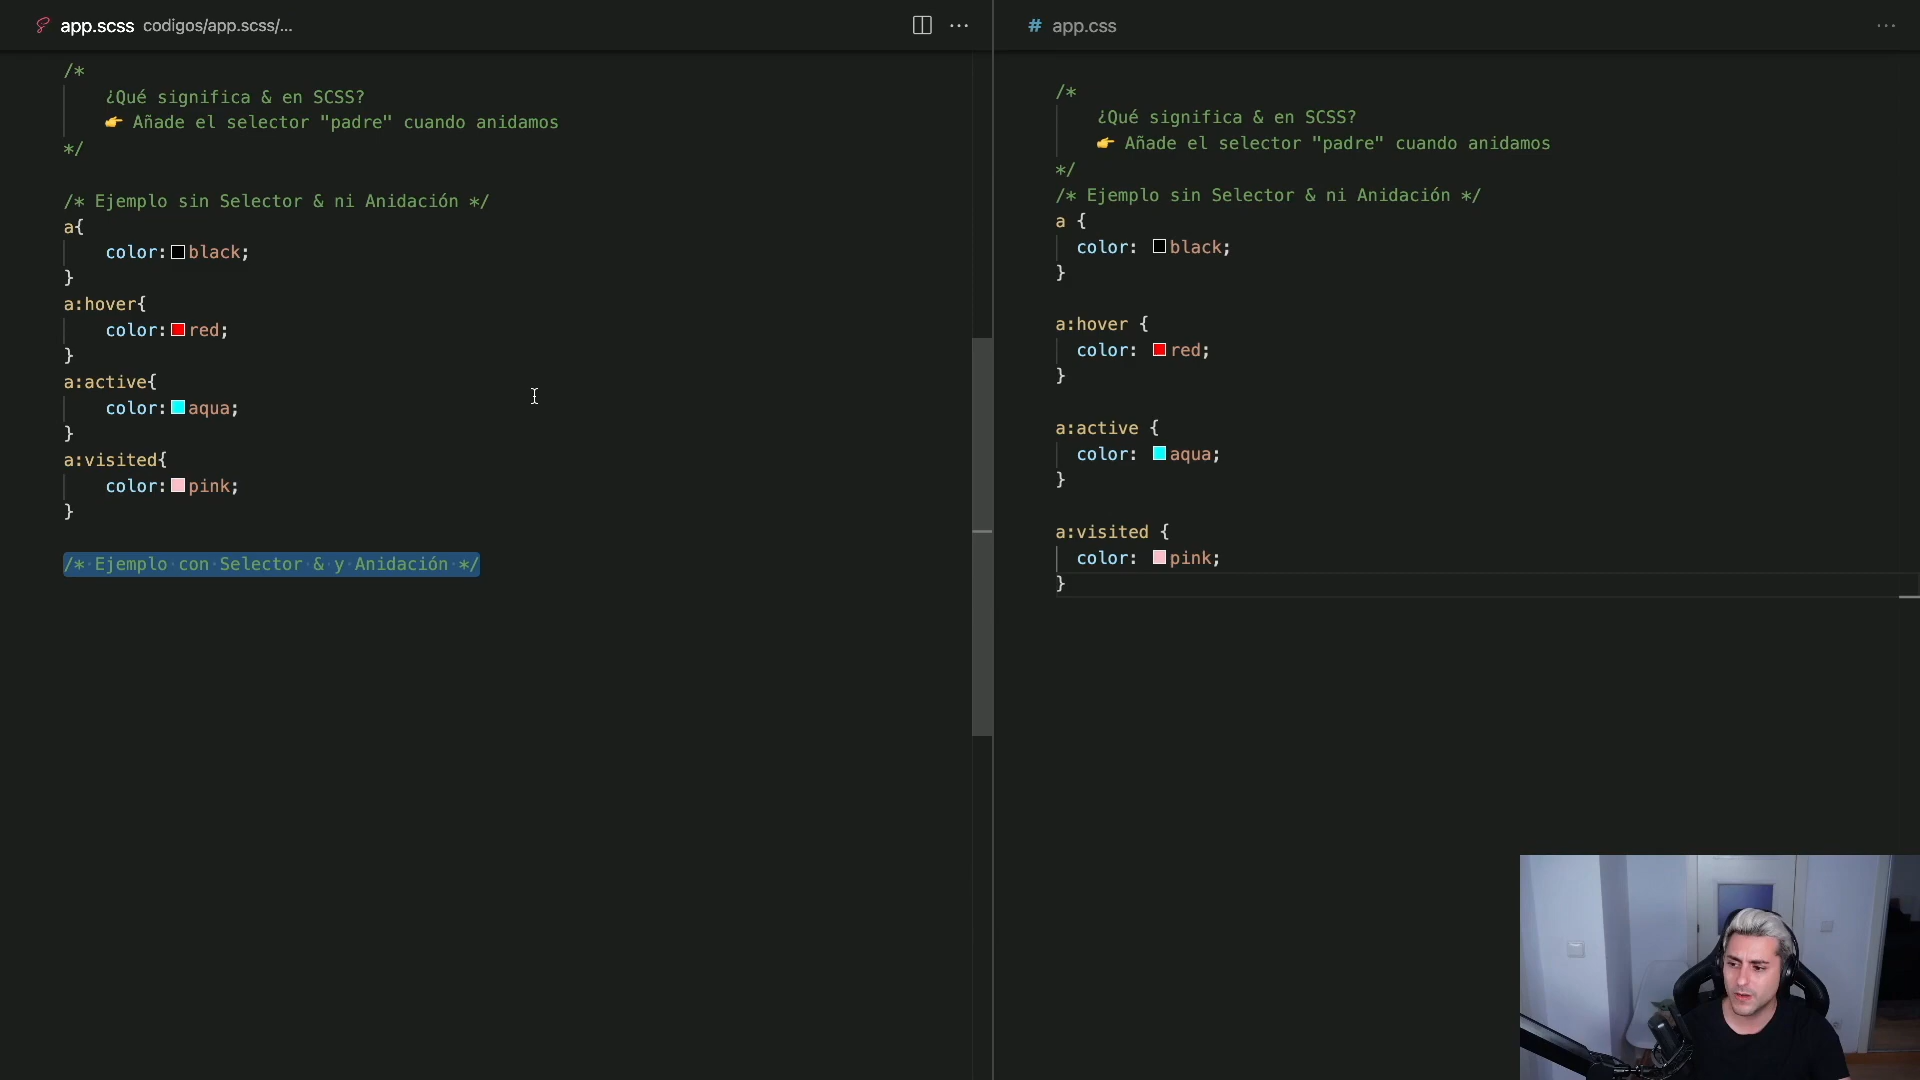 app.scss codigos/app.scss/...
/*
¿Qué significa & en SCSS?
👉 Añade el selector "padre" cuando anidamos
*/
/* Ejemplo sin Selector & ni Anidación */
a{
color: black;
}
a:hover{
color: red;
}
a:active{
color: aqua;
}
a:visited{
color: pink;
}
/* Ejemplo con Selector & y Anidación */
# app.css
/*
¿Qué significa & en SCSS?
👉 Añade el selector "padre" cuando anidamos
*/
/* Ejemplo sin Selector & ni Anidación */
a {
color: black;
}
a:hover {
color: red;
}
a:active {
color: aqua;
}
a:visited {
color: pink;
}